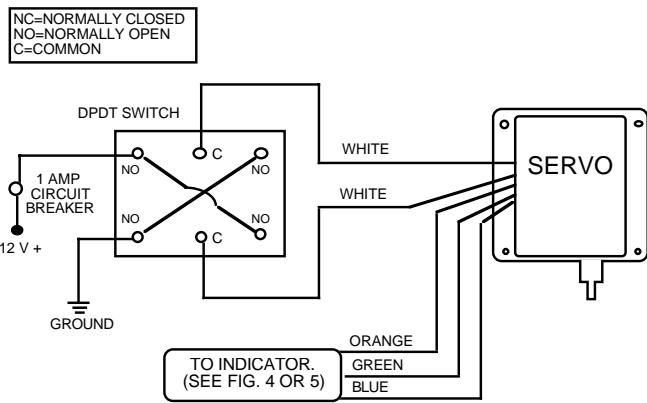 NC=NORMALLY CLOSED
NO=NORMALLY OPEN
C=COMMON
DPDT SWITCH
C
NO
NO
NO
NO
C
1 AMP
CIRCUIT
BREAKER
12 V +
GROUND
WHITE
WHITE
SERVO
ORANGE
GREEN
BLUE
TO INDICATOR.
(SEE FIG. 4 OR 5)